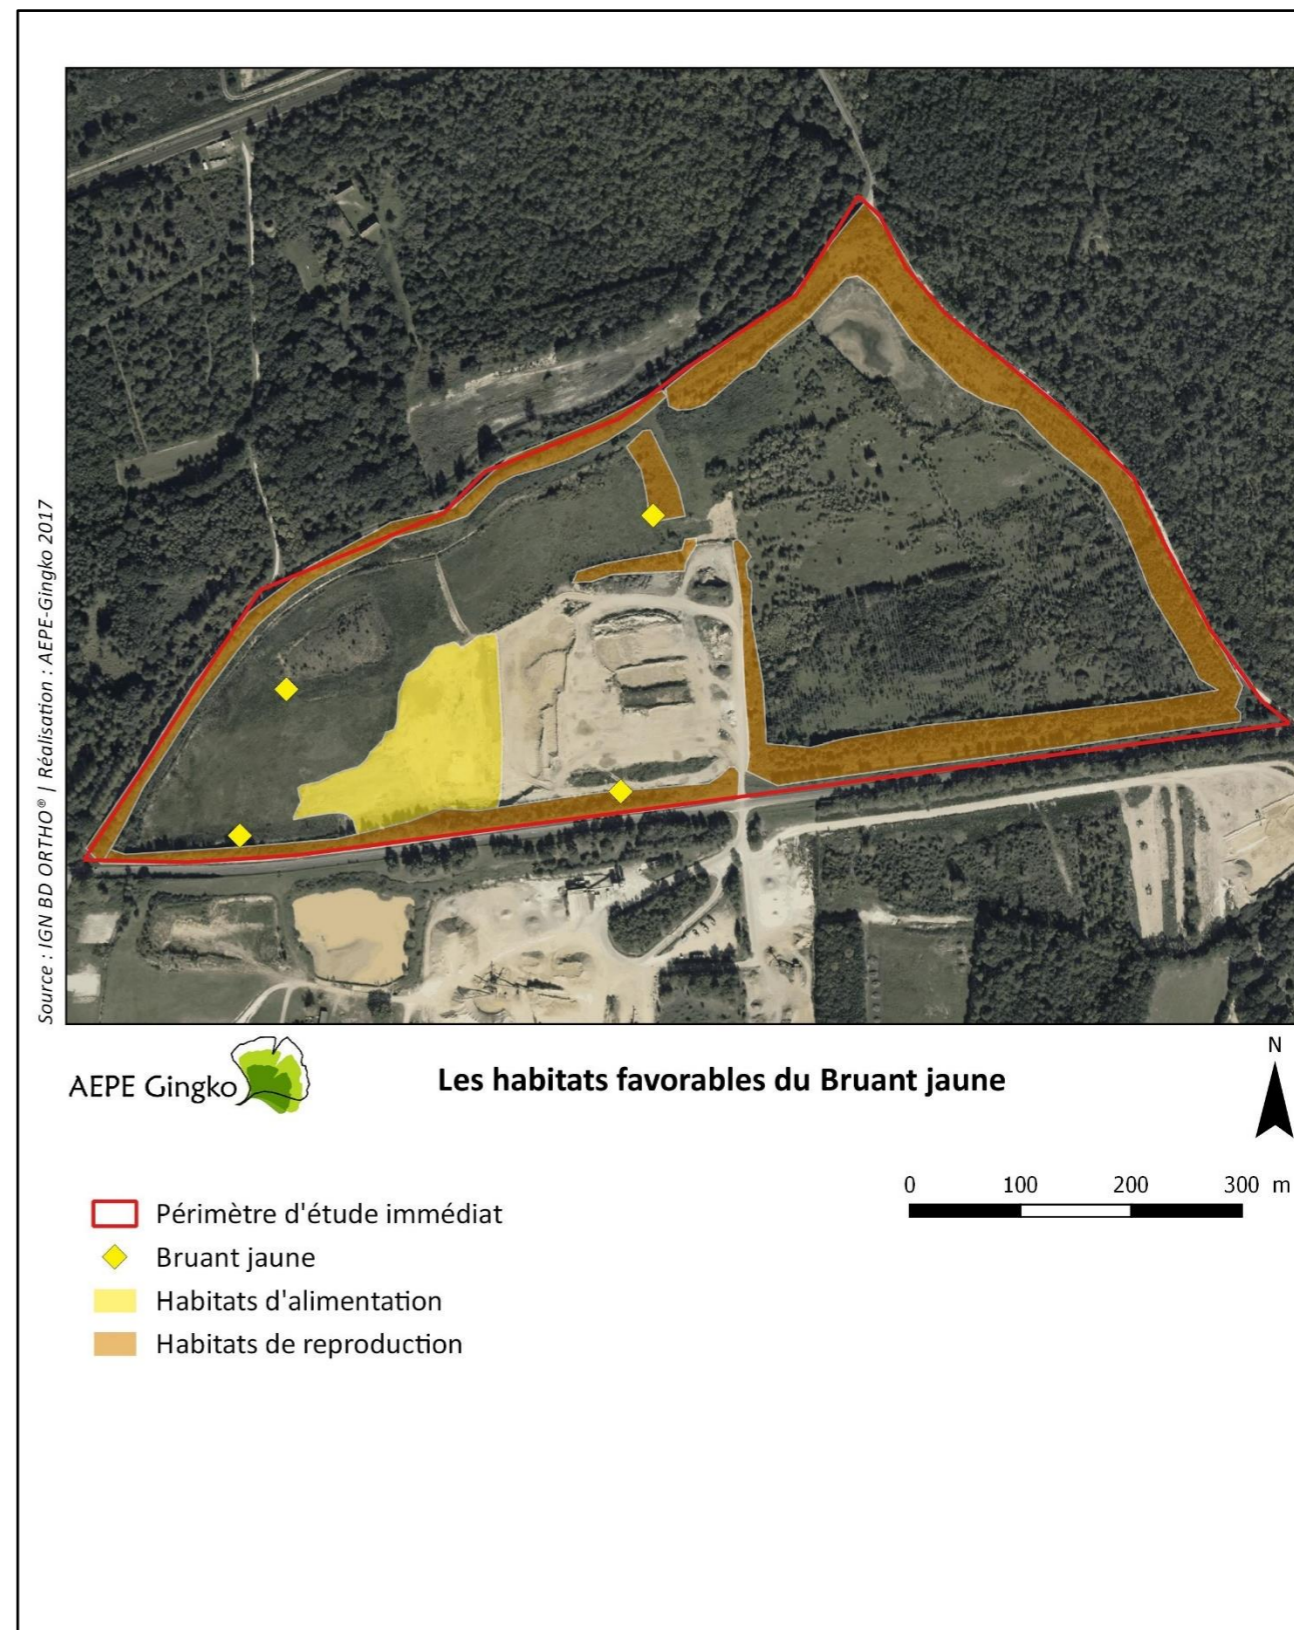 Source : IGN BD ORTHO® | Réalisation : AEPE-Gingko 2017
AEPE Gingko
Les habitats favorables du Bruant jaune
N
0 100 200 300 m
Périmètre d'étude immédiat
Bruant jaune
Habitats d'alimentation
Habitats de reproduction